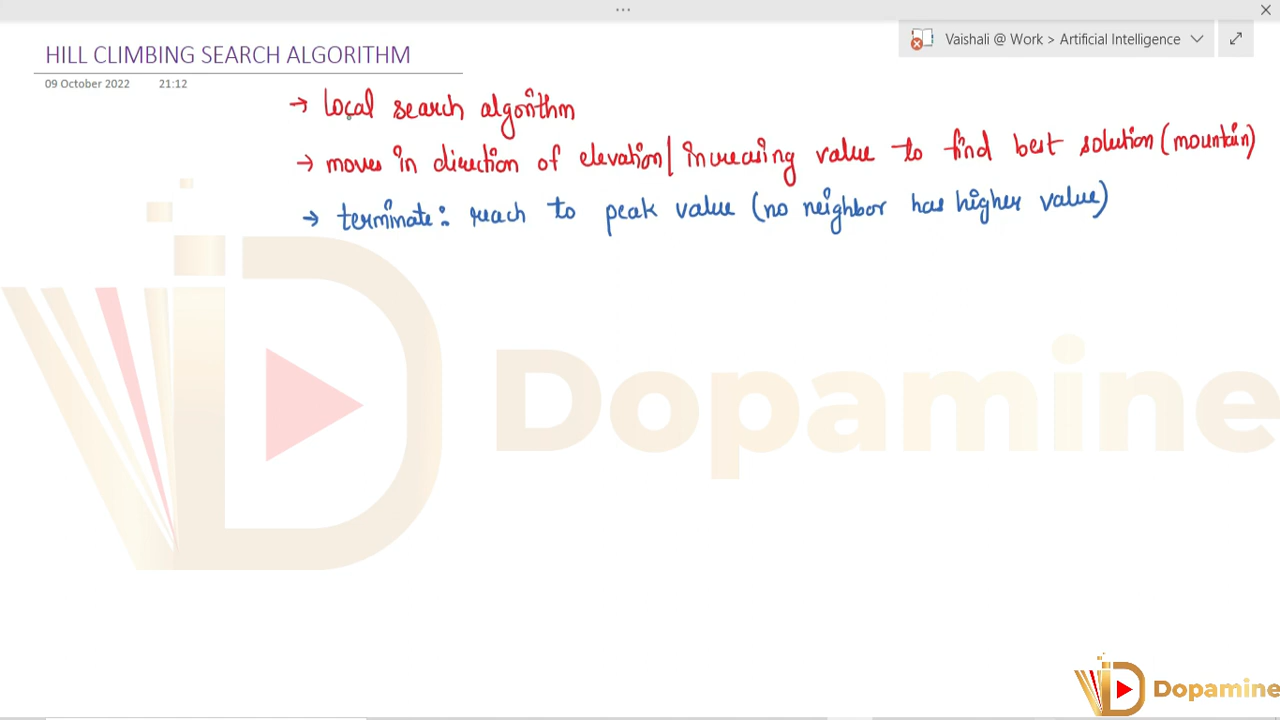 HILL CLIMBING SEARCH ALGORITHM
Vaishali @ Work > Artificial Intelligence
09 October 2022 21:12
→ local search algorithm
→ moves in direction of elevation/ increasing value to find best solution (mountain)
→ terminate: reach to peak value (no neighbor has higher value)
Dopamine
Dopamine